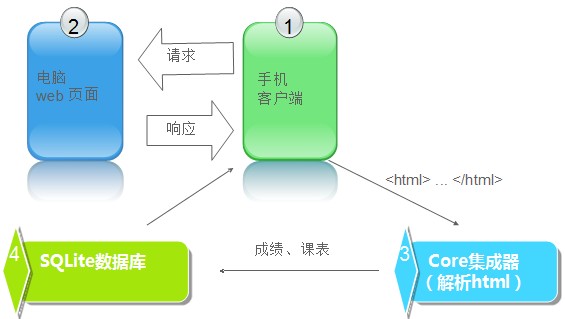 2
1
请求
电脑
web 页面
手机
客户端
响应
<html> ... </html>
4
SQLite数据库
成绩、课表
3
Core集成器
（解析html）